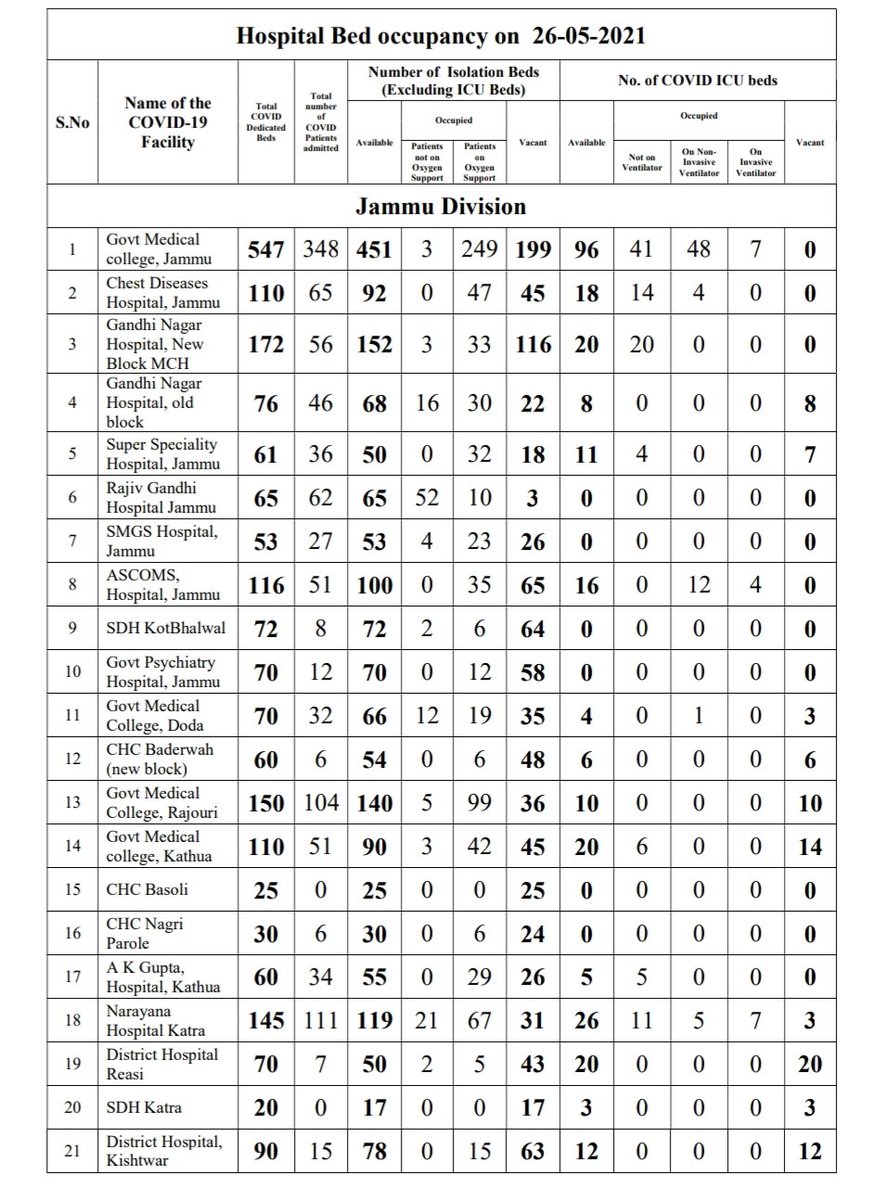 Hospital Bed occupancy on 26-05-2021
S.No
Name of the
COVID-19
Facility
Total
COVID
Dedicated
Beds
Total
number
of
COVID
Patients
admitted
Number of Isolation Beds
(Excluding ICU Beds)
No. of COVID ICU beds
Available
Occupied
Vacant
Available
Occupied
Vacant
Patients
not on
Oxygen
Support
Patients
on
Oxygen
Support
Not on
Ventilator
On Non-
Invasive
Ventilator
On
Invasive
Ventilator
Jammu Division
1 Govt Medical college, Jammu 547 348 451 3 249 199 96 41 48 7 0
2 Chest Diseases Hospital, Jammu 110 65 92 0 47 45 18 14 4 0 0
3 Gandhi Nagar Hospital, New Block MCH 172 56 152 3 33 116 20 20 0 0 0
4 Gandhi Nagar Hospital, old block 76 46 68 16 30 22 8 0 0 0 8
5 Super Speciality Hospital, Jammu 61 36 50 0 32 18 11 4 0 0 7
6 Rajiv Gandhi Hospital Jammu 65 62 65 52 10 3 0 0 0 0 0
7 SMGS Hospital, Jammu 53 27 53 4 23 26 0 0 0 0 0
8 ASCOMS, Hospital, Jammu 116 51 100 0 35 65 16 0 12 4 0
9 SDH KotBhalwal 72 8 72 2 6 64 0 0 0 0 0
10 Govt Psychiatry Hospital, Jammu 70 12 70 0 12 58 0 0 0 0 0
11 Govt Medical College, Doda 70 32 66 12 19 35 4 0 1 0 3
12 CHC Baderwah (new block) 60 6 54 0 6 48 6 0 0 0 6
13 Govt Medical College, Rajouri 150 104 140 5 99 36 10 0 0 0 10
14 Govt Medical college, Kathua 110 51 90 3 42 45 20 6 0 0 14
15 CHC Basoli 25 0 25 0 0 25 0 0 0 0 0
16 CHC Nagri Parole 30 6 30 0 6 24 0 0 0 0 0
17 A K Gupta, Hospital, Kathua 60 34 55 0 29 26 5 5 0 0 0
18 Narayana Hospital Katra 145 111 119 21 67 31 26 11 5 7 3
19 District Hospital Reasi 70 7 50 2 5 43 20 0 0 0 20
20 SDH Katra 20 0 17 0 0 17 3 0 0 0 3
21 District Hospital, Kishtwar 90 15 78 0 15 63 12 0 0 0 12